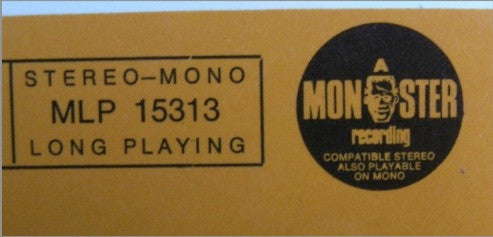 STEREO–MONO
MLP 15313
LONG PLAYING
A
MONSTER
recording
COMPATIBLE STEREO
ALSO PLAYABLE
ON MONO